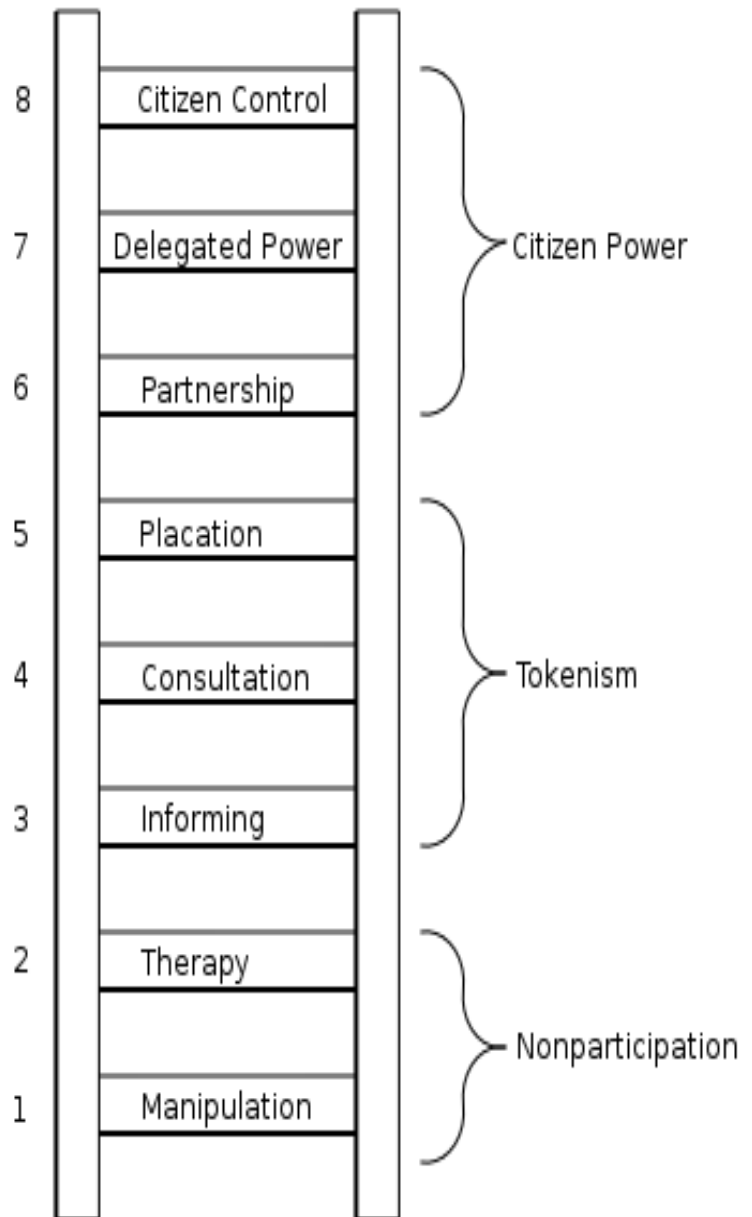 8 Citizen Control
7 Delegated Power
Citizen Power
6 Partnership
5 Placation
4 Consultation
Tokenism
3 Informing
2 Therapy
Nonparticipation
1 Manipulation